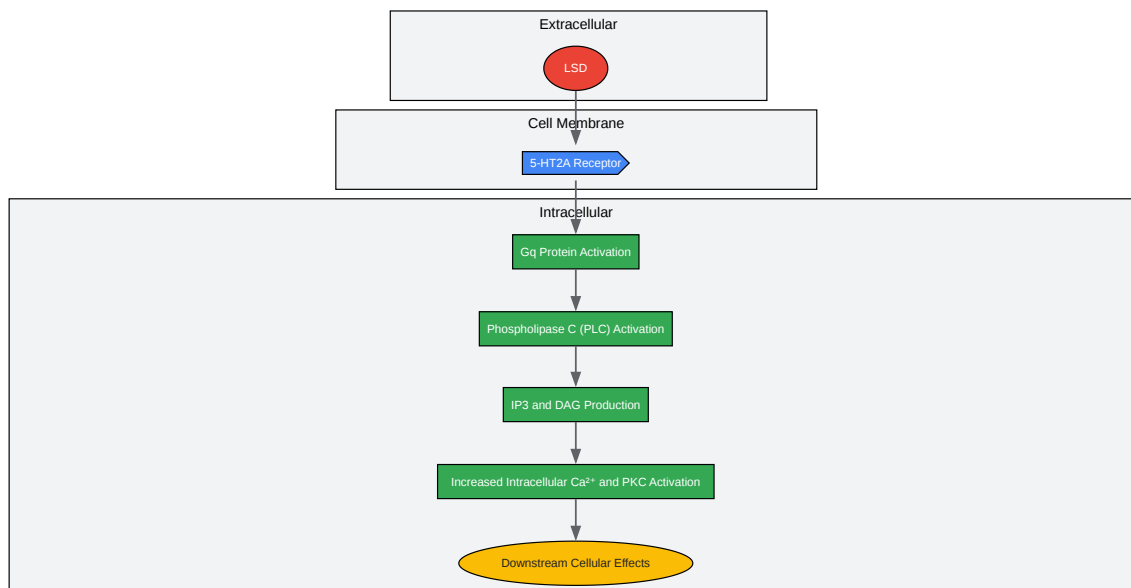 Extracellular
LSD
Cell Membrane
5-HT2A Receptor
Intracellular
Gq Protein Activation
Phospholipase C (PLC) Activation
IP3 and DAG Production
Increased Intracellular Ca²⁺ and PKC Activation
Downstream Cellular Effects